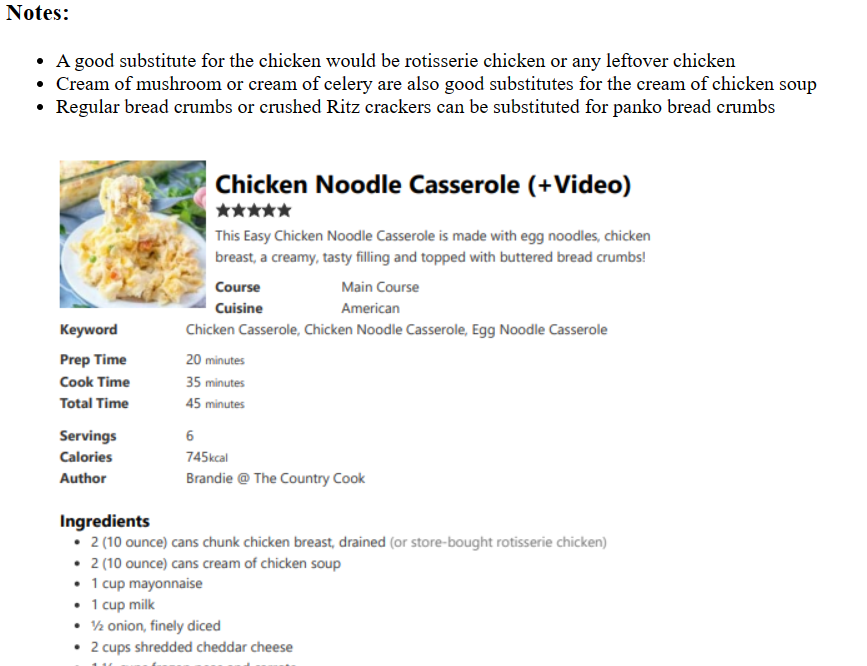 Notes:
• A good substitute for the chicken would be rotisserie chicken or any leftover chicken
• Cream of mushroom or cream of celery are also good substitutes for the cream of chicken soup
• Regular bread crumbs or crushed Ritz crackers can be substituted for panko bread crumbs
Chicken Noodle Casserole (+Video)
★★★★★
This Easy Chicken Noodle Casserole is made with egg noodles, chicken
breast, a creamy, tasty filling and topped with buttered bread crumbs!
Course Main Course
Cuisine American
Keyword Chicken Casserole, Chicken Noodle Casserole, Egg Noodle Casserole
Prep Time 20 minutes
Cook Time 35 minutes
Total Time 45 minutes
Servings 6
Calories 745kcal
Author Brandie @ The Country Cook
Ingredients
• 2 (10 ounce) cans chunk chicken breast, drained (or store-bought rotisserie chicken)
• 2 (10 ounce) cans cream of chicken soup
• 1 cup mayonnaise
• 1 cup milk
• ½ onion, finely diced
• 2 cups shredded cheddar cheese